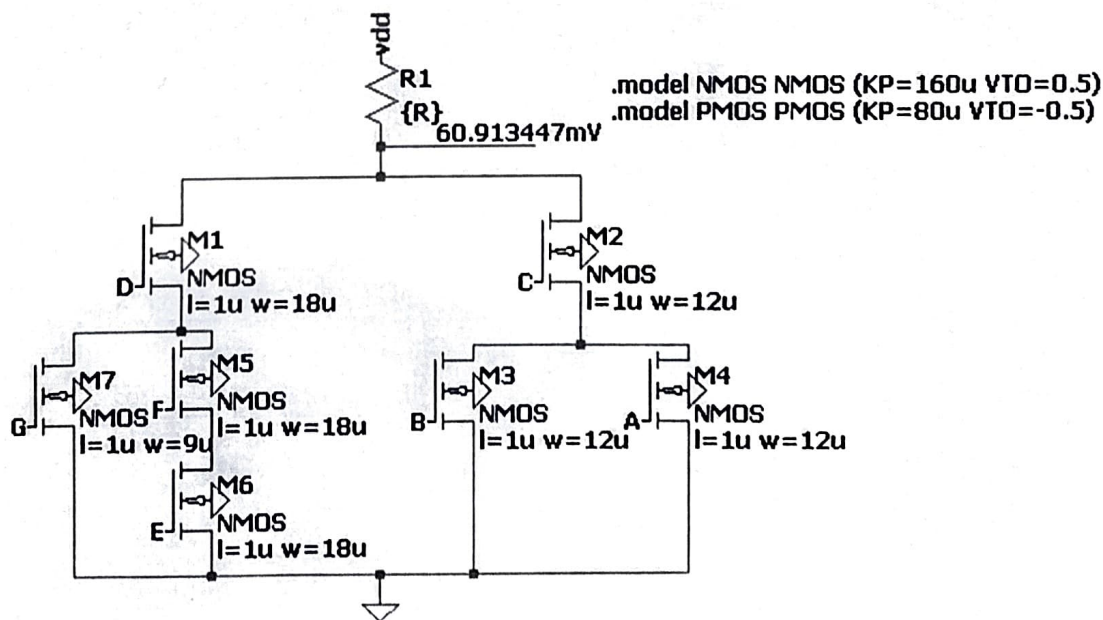 vdd
R1
{R}
60.913447mV
.model NMOS NMOS (KP=160u VTO=0.5)
.model PMOS PMOS (KP=80u VTO=-0.5)
M1
NMOS
D
l=1u w=18u
M2
NMOS
C
l=1u w=12u
M7
NMOS
G
l=1u w=9u
M5
NMOS
F
l=1u w=18u
M6
NMOS
E
l=1u w=18u
M3
NMOS
B
l=1u w=12u
M4
NMOS
A
l=1u w=12u